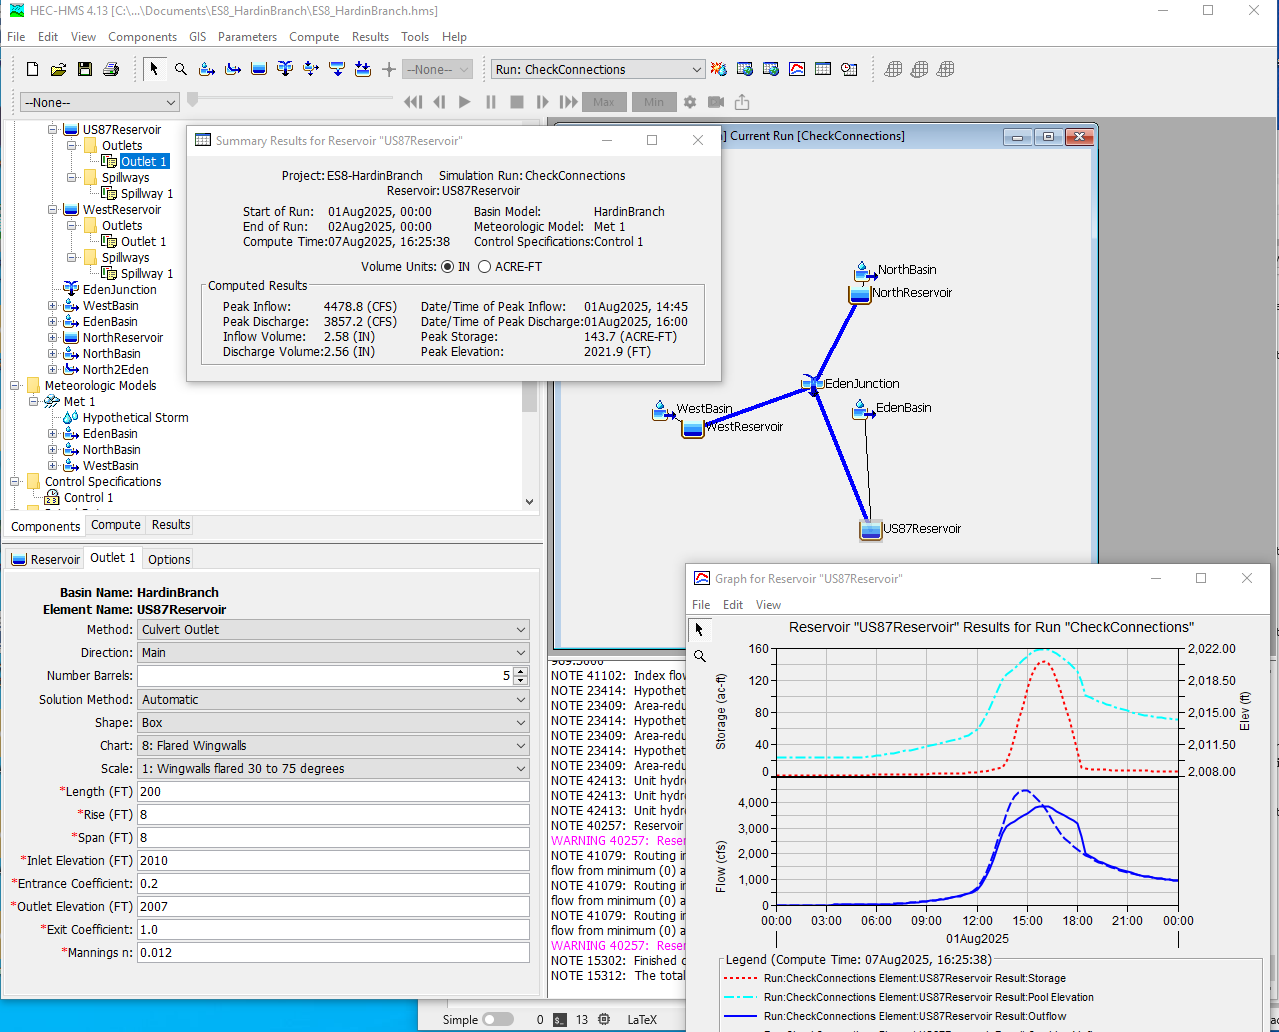 HEC-HMS 4.13 [C:\...\Documents\ES8_HardinBranch\ES8_HardinBranch.hms]
File Edit View Components GIS Parameters Compute Results Tools Help
--None-- Run: CheckConnections
--None-- Max Min
US87Reservoir
Outlets
Outlet 1
Spillways
Spillway 1
WestReservoir
Outlets
Outlet 1
Spillways
Spillway 1
EdenJunction
WestBasin
EdenBasin
NorthReservoir
NorthBasin
North2Eden
Meteorologic Models
Met 1
Hypothetical Storm
EdenBasin
NorthBasin
WestBasin
Control Specifications
Control 1
Components Compute Results
Summary Results for Reservoir "US87Reservoir"
Project: ES8-HardinBranch Simulation Run: CheckConnections
Reservoir: US87Reservoir
Start of Run: 01Aug2025, 00:00 Basin Model: HardinBranch
End of Run: 02Aug2025, 00:00 Meteorologic Model: Met 1
Compute Time:07Aug2025, 16:25:38 Control Specifications:Control 1
Volume Units: IN ACRE-FT
Computed Results
Peak Inflow: 4478.8 (CFS) Date/Time of Peak Inflow: 01Aug2025, 14:45
Peak Discharge: 3857.2 (CFS) Date/Time of Peak Discharge:01Aug2025, 16:00
Inflow Volume: 2.58 (IN) Peak Storage: 143.7 (ACRE-FT)
Discharge Volume:2.56 (IN) Peak Elevation: 2021.9 (FT)
] Current Run [CheckConnections]
NorthBasin
NorthReservoir
EdenJunction
WestBasin
EdenBasin
WestReservoir
US87Reservoir
Reservoir Outlet 1 Options
Basin Name: HardinBranch
Element Name: US87Reservoir
Method: Culvert Outlet
Direction: Main
Number Barrels: 5
Solution Method: Automatic
Shape: Box
Chart: 8: Flared Wingwalls
Scale: 1: Wingwalls flared 30 to 75 degrees
*Length (FT) 200
*Rise (FT) 8
*Span (FT) 8
*Inlet Elevation (FT) 2010
*Entrance Coefficient: 0.2
*Outlet Elevation (FT) 2007
*Exit Coefficient: 1.0
*Mannings n: 0.012
NOTE 41102: Index flow
NOTE 23414: Hypothet
NOTE 23409: Area-redu
NOTE 23414: Hypothet
NOTE 23409: Area-redu
NOTE 23414: Hypothet
NOTE 23409: Area-redu
NOTE 42413: Unit hydr
NOTE 42413: Unit hydr
NOTE 42413: Unit hydr
NOTE 40257: Reservoir
WARNING 40257: Reser
NOTE 41079: Routing in
flow from minimum (0) a
NOTE 41079: Routing in
flow from minimum (0) a
NOTE 41079: Routing in
flow from minimum (0) a
WARNING 40257: Rese
NOTE 15302: Finished c
NOTE 15312: The total
Graph for Reservoir "US87Reservoir"
File Edit View
Reservoir "US87Reservoir" Results for Run "CheckConnections"
Storage (ac-ft)
160
120
80
40
0
2,022.00
2,018.50
2,015.00
2,011.50
2,008.00
Elev (ft)
Flow (cfs)
4,000
3,000
2,000
1,000
0
00:00 03:00 06:00 09:00 12:00 15:00 18:00 21:00 00:00
01Aug2025
Legend (Compute Time: 07Aug2025, 16:25:38)
Run:CheckConnections Element:US87Reservoir Result:Storage
Run:CheckConnections Element:US87Reservoir Result:Pool Elevation
Run:CheckConnections Element:US87Reservoir Result:Outflow
Simple 0 13 LaTeX